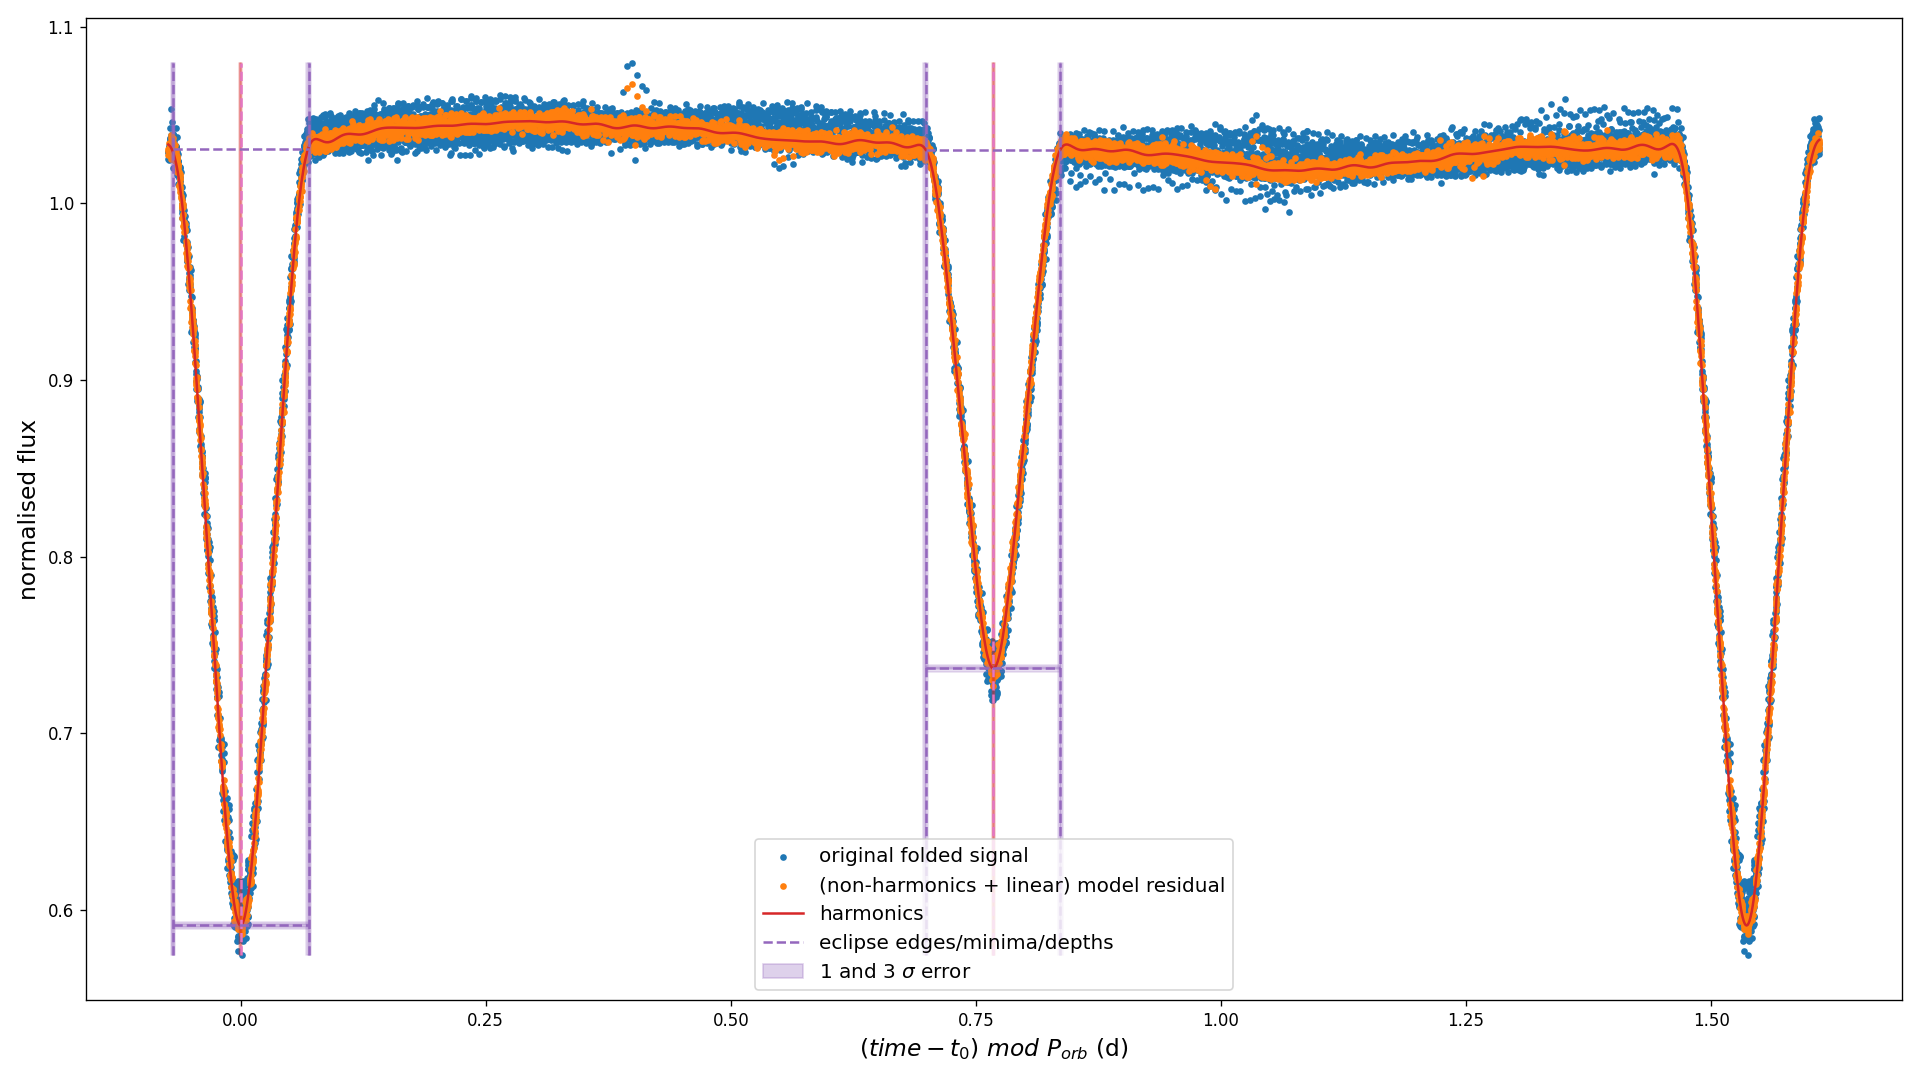 normalised flux
1.1
1.0
0.9
0.8
0.7
0.6
original folded signal
(non-harmonics + linear) model residual
harmonics
eclipse edges/minima/depths
1 and 3 σ error
0.00 0.25 0.50 0.75 1.00 1.25 1.50
(time − t₀) mod Pₒᵣb (d)